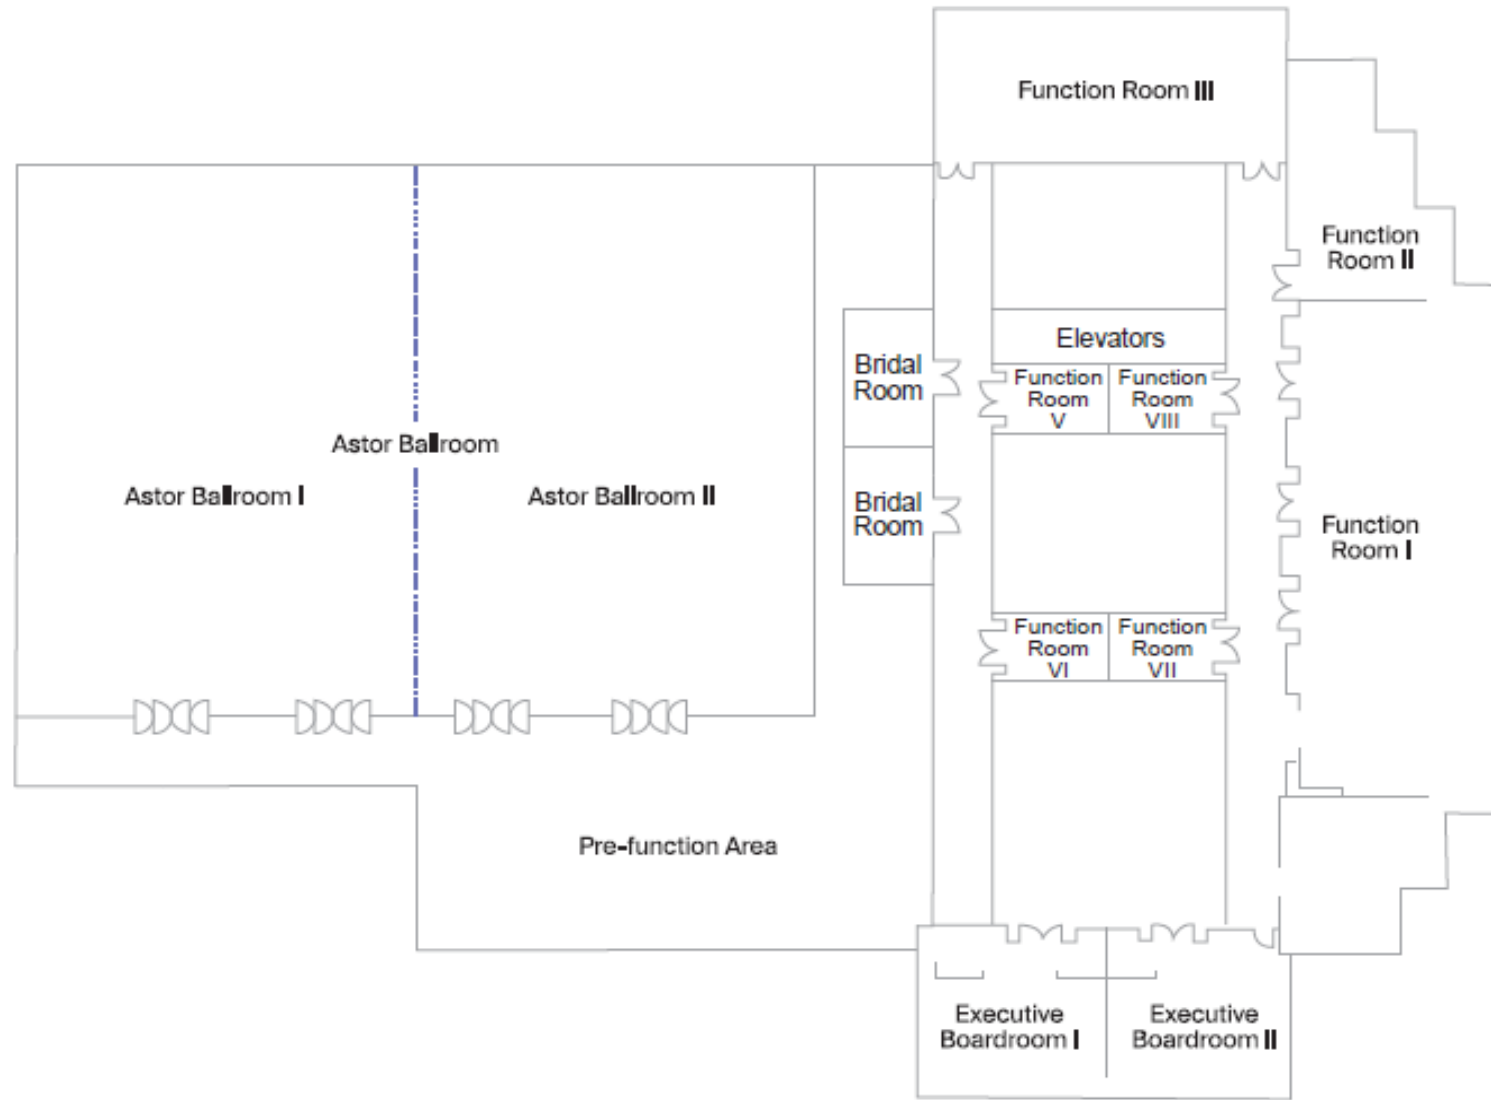 Function Room III
Function
Room II
Elevators
Bridal
Room
Function
Room
V
Function
Room
VIII
Astor Ballroom
Astor Ballroom I
Astor Ballroom II
Bridal
Room
Function
Room I
Function
Room
VI
Function
Room
VII
Pre-function Area
Executive
Boardroom I
Executive
Boardroom II